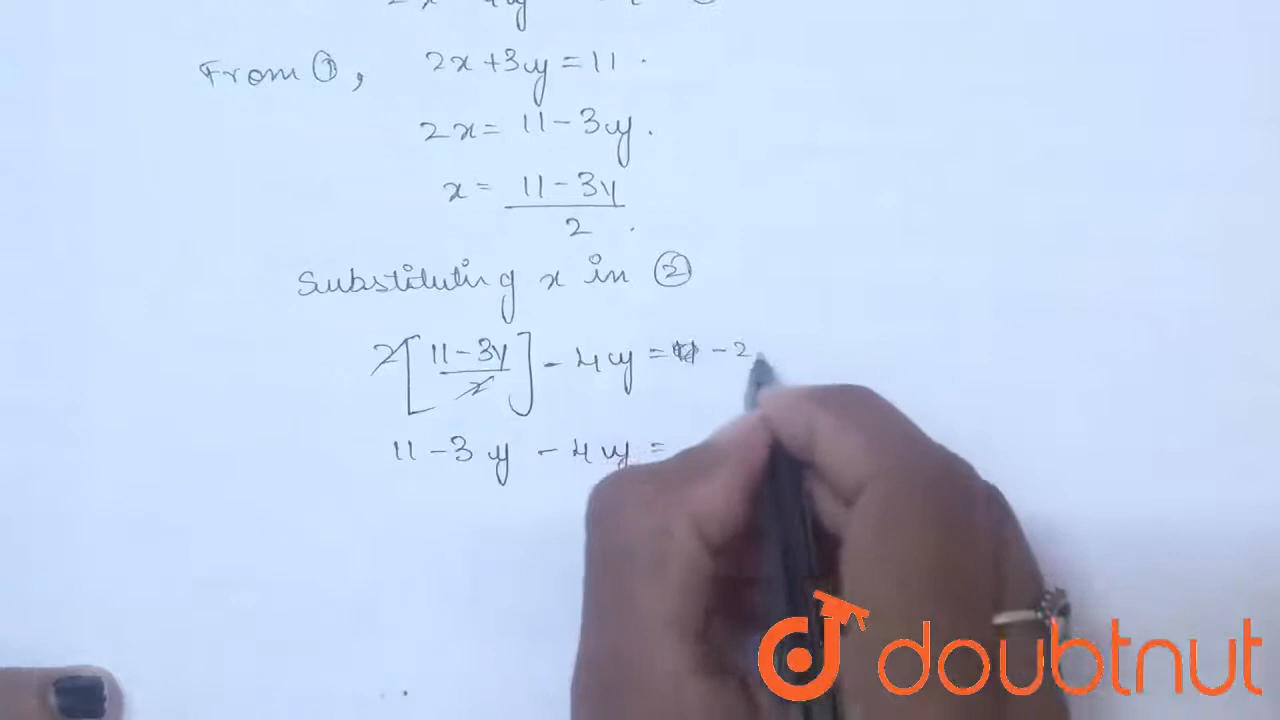 From ①, 2x+3y=11.
2x= 11-3y.
x= 11-3y
2.
Substituting x in ②
2[11-3y/2] - 4y= -2
11-3y - 4y =
doubtnut